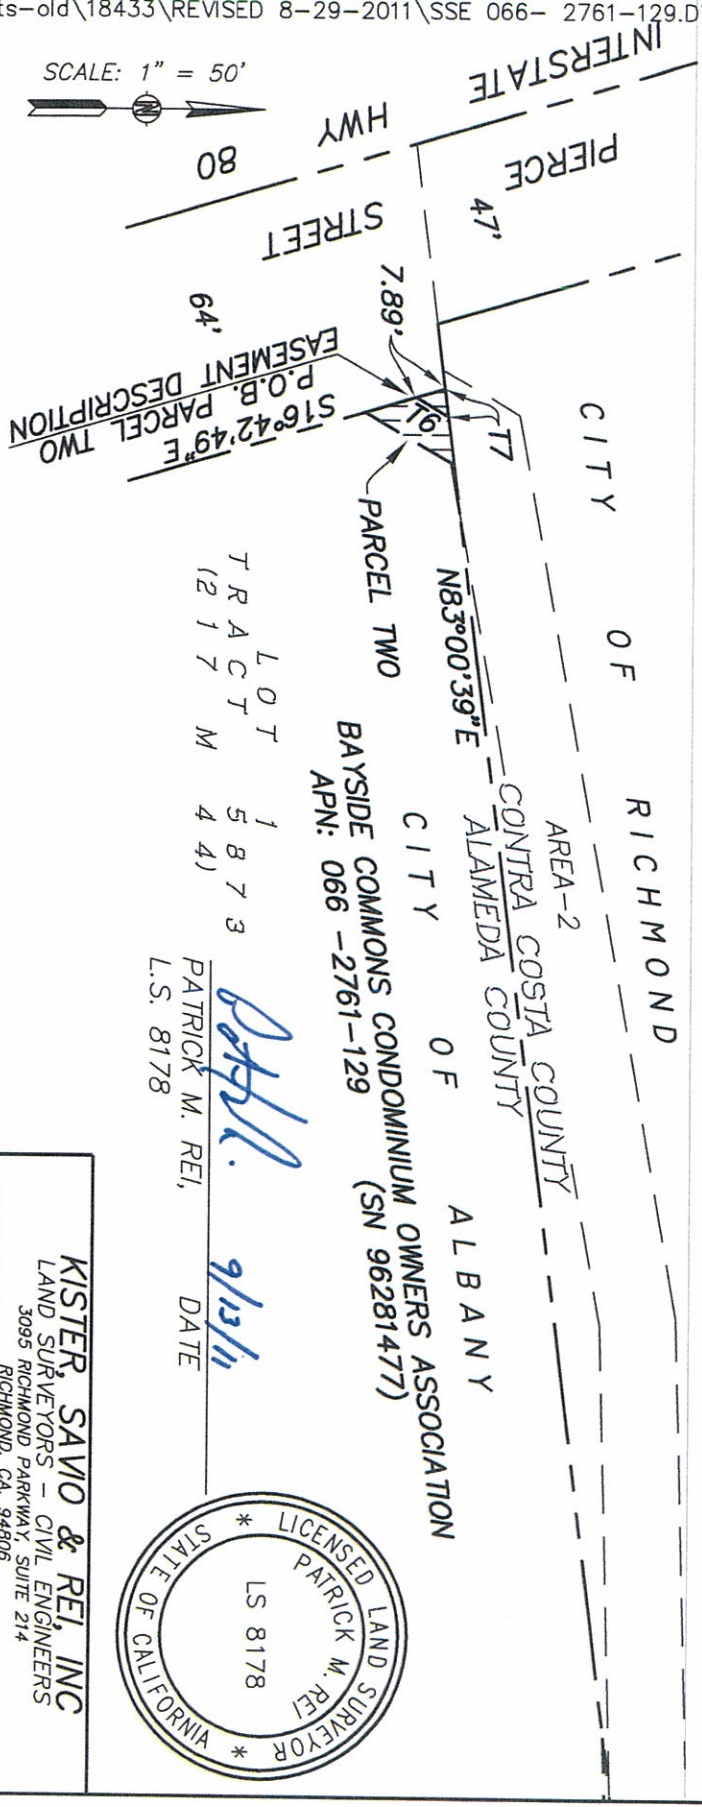 ts-old\18433\REVISED 8-29-2011\SSE 066- 2761-129.D
SCALE: 1" = 50'
N
INTERSTATE
HWY
80
PIERCE
STREET
47'
64'
7.89'
T6
T7
S16°42'49"E
P.O.B. PARCEL TWO
EASEMENT DESCRIPTION
PARCEL TWO
N83°00'39"E
CITY OF RICHMOND
AREA-2
CONTRA COSTA COUNTY
ALAMEDA COUNTY
CITY OF ALBANY
BAYSIDE COMMONS CONDOMINIUM OWNERS ASSOCIATION
APN: 066 -2761-129 (SN 96281477)
LOT 1
TRACT 5873
(217 M 44)
9/13/11
PATRICK M. REI, DATE
L.S. 8178
LICENSED LAND SURVEYOR
PATRICK M. REI
LS 8178
* STATE OF CALIFORNIA *
KISTER, SAVIO & REI, INC
LAND SURVEYORS - CIVIL ENGINEERS
3095 RICHMOND PARKWAY, SUITE 214
RICHMOND, CA. 94806